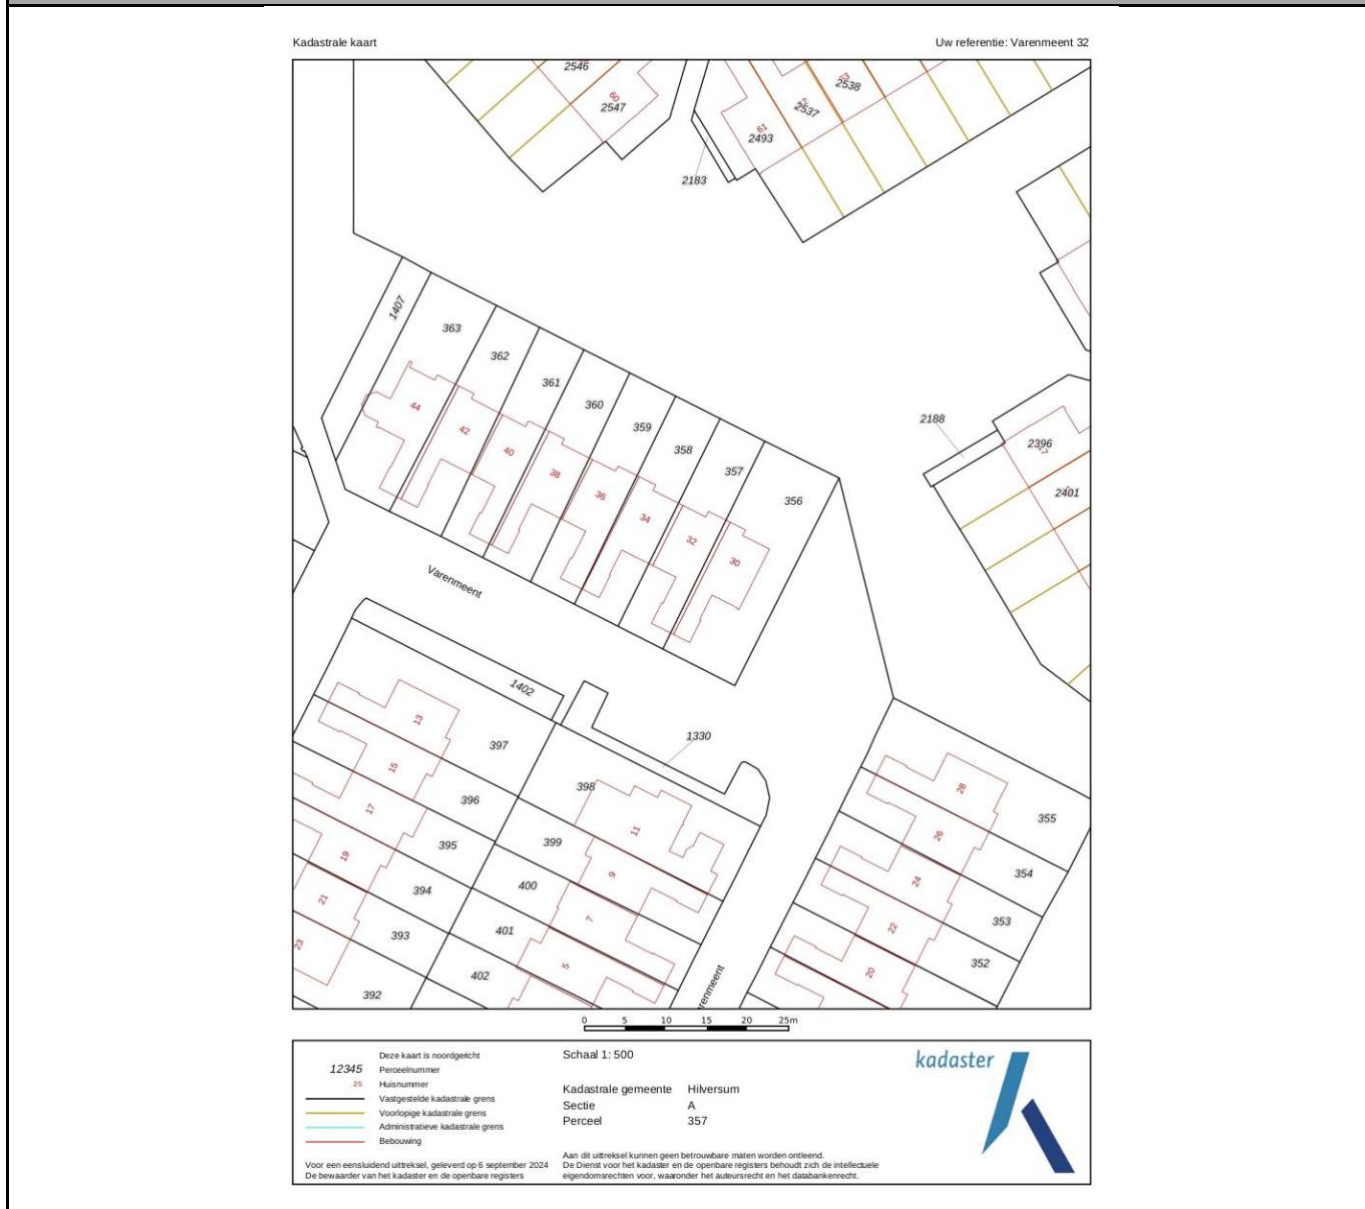 Kadastrale kaart
Uw referentie: Varenmeent 32
2546
60
2547
2183
61
2493
2537
2538
1407
363
362
361
360
359
358
357
356
44
42
40
38
36
34
32
30
2188
2396
2401
Varenmeent
1402
1330
13
397
15
396
17
395
19
394
21
393
23
392
398
11
399
9
400
7
401
5
402
28
355
26
354
24
353
22
352
20
renmeent
0 5 10 15 20 25m
Deze kaart is noordgericht
12345 Perceelnummer
25 Huisnummer
Vastgestelde kadastrale grens
Voorlopige kadastrale grens
Administratieve kadastrale grens
Bebouwing
Voor een eensluidend uittreksel, geleverd op 6 september 2024
De bewaarder van het kadaster en de openbare registers
Schaal 1: 500
Kadastrale gemeente Hilversum
Sectie A
Perceel 357
Aan dit uittreksel kunnen geen betrouwbare maten worden ontleend.
De Dienst voor het kadaster en de openbare registers behoudt zich de intellectuele
eigendomsrechten voor, waaronder het auteursrecht en het databankenrecht.
kadaster